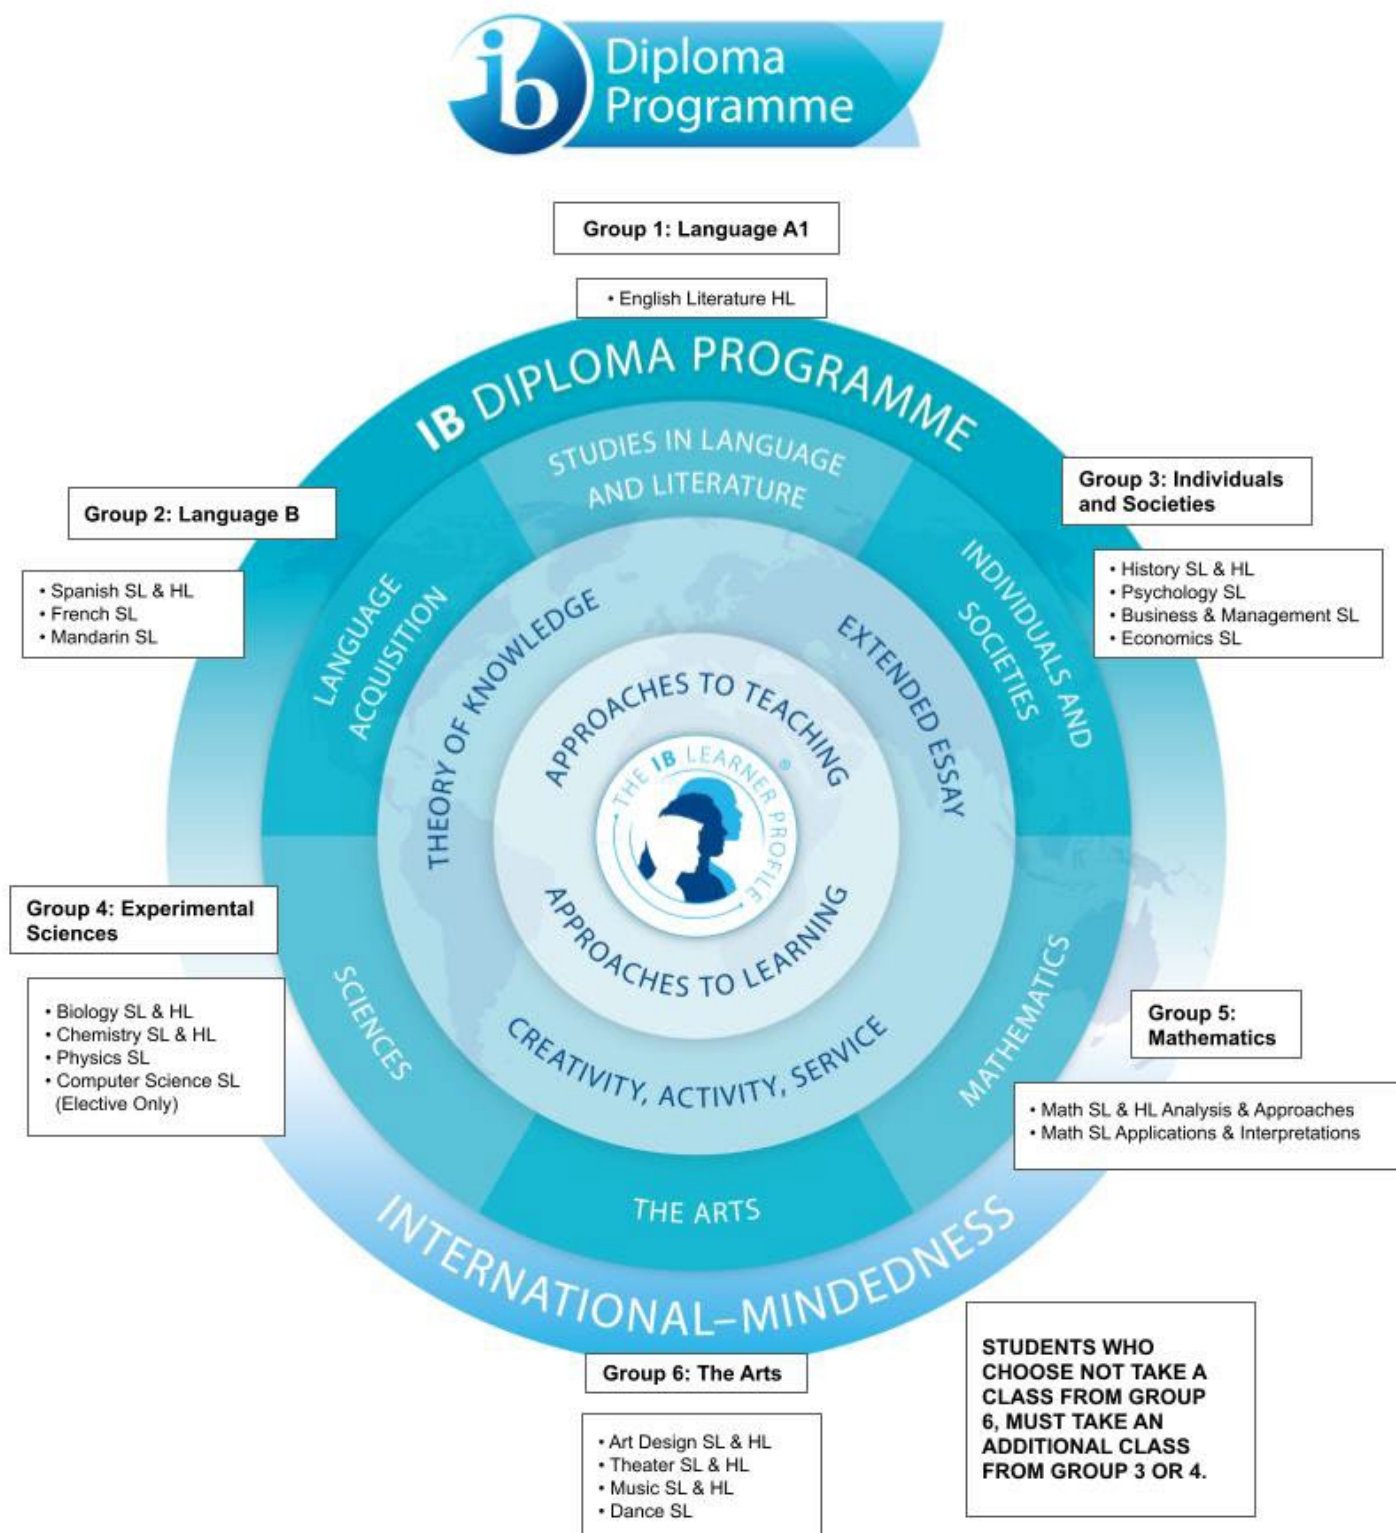 ib
Diploma
Programme
Group 1: Language A1
• English Literature HL
IB DIPLOMA PROGRAMME
STUDIES IN LANGUAGE
AND LITERATURE
Group 2: Language B
• Spanish SL & HL
• French SL
• Mandarin SL
Group 3: Individuals
and Societies
• History SL & HL
• Psychology SL
• Business & Management SL
• Economics SL
LANGUAGE
ACQUISITION
INDIVIDUALS AND
SOCIETIES
THEORY OF KNOWLEDGE
EXTENDED ESSAY
APPROACHES TO TEACHING
THE IB LEARNER PROFILE ®
APPROACHES TO LEARNING
CREATIVITY, ACTIVITY, SERVICE
Group 4: Experimental
Sciences
• Biology SL & HL
• Chemistry SL & HL
• Physics SL
• Computer Science SL
(Elective Only)
SCIENCES
MATHEMATICS
Group 5:
Mathematics
• Math SL & HL Analysis & Approaches
• Math SL Applications & Interpretations
THE ARTS
INTERNATIONAL–MINDEDNESS
Group 6: The Arts
• Art Design SL & HL
• Theater SL & HL
• Music SL & HL
• Dance SL
STUDENTS WHO
CHOOSE NOT TAKE A
CLASS FROM GROUP
6, MUST TAKE AN
ADDITIONAL CLASS
FROM GROUP 3 OR 4.